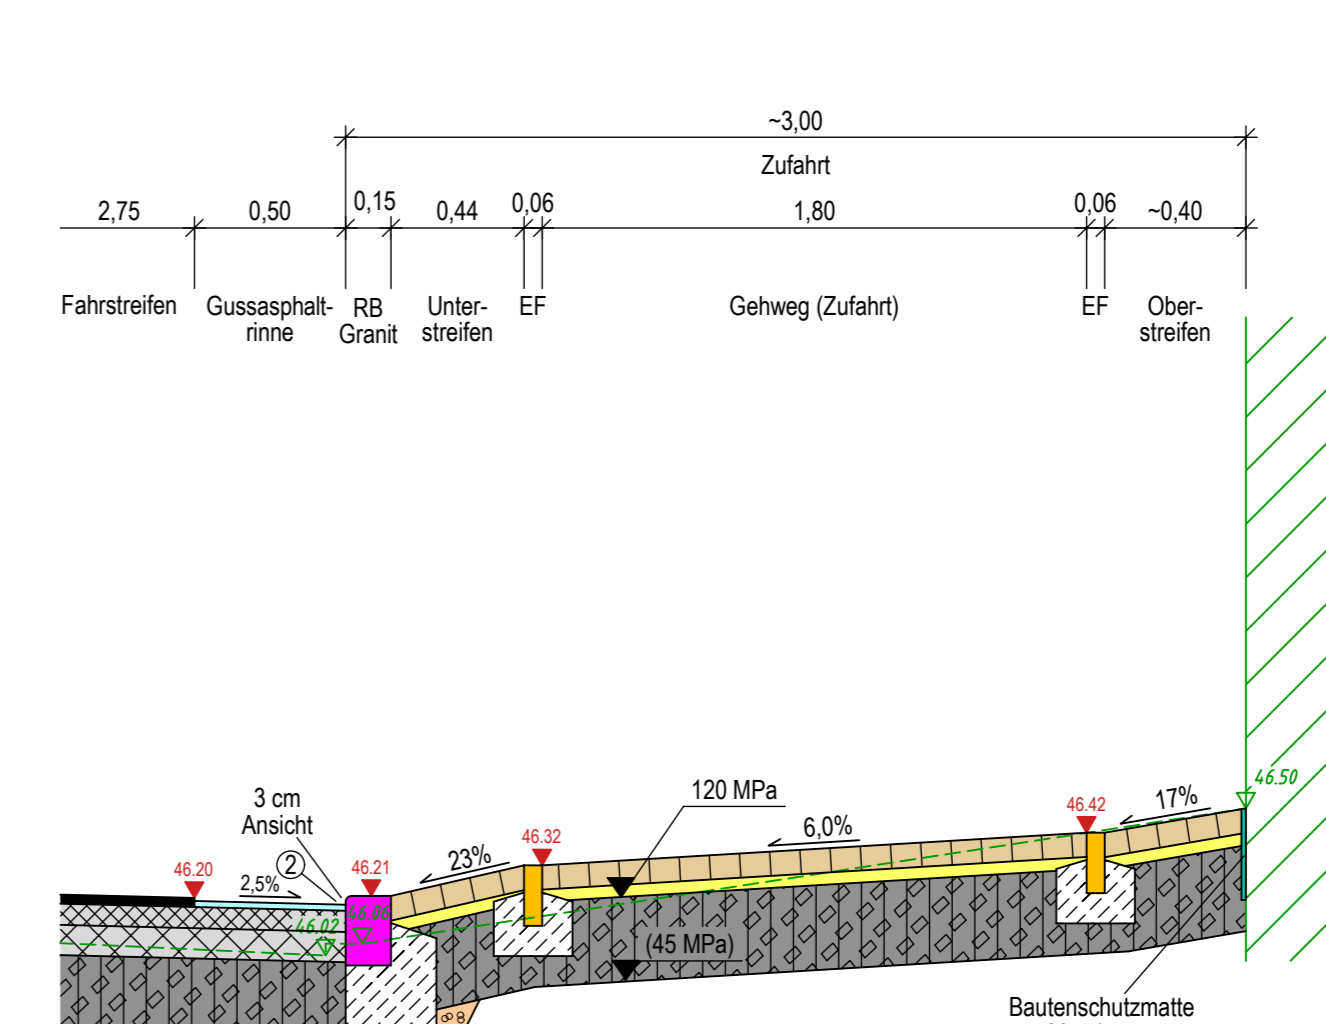 ~3,00
Zufahrt
2,75
0,50
0,15
0,44
0,06
1,80
0,06
~0,40
Fahrstreifen
Gussasphalt-
rinne
RB
Granit
Unter-
streifen
EF
Gehweg (Zufahrt)
EF
Ober-
streifen
46.50
120 MPa
3 cm
Ansicht
2
46.42
17%
6,0%
46.32
23%
46.20
2,5%
46.21
46.06
46.02
(45 MPa)
Bautenschutzmatte